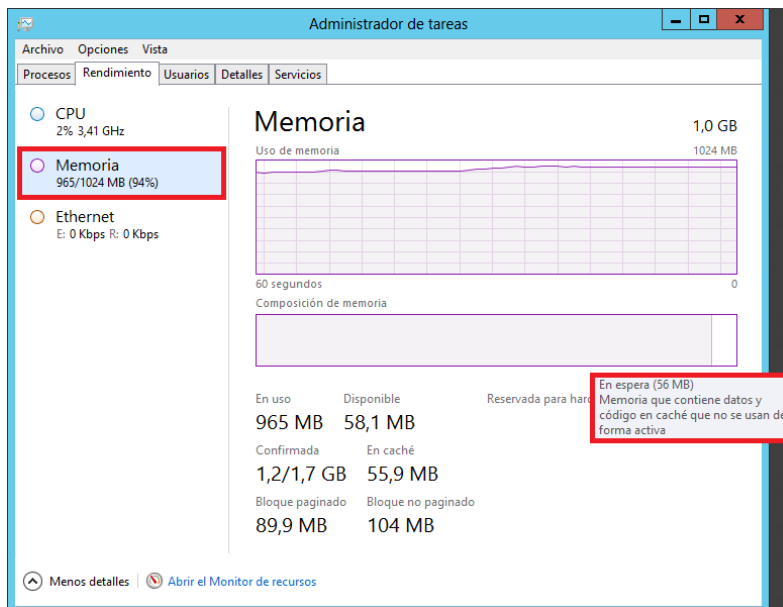 Administrador de tareas
Archivo Opciones Vista
Procesos Rendimiento Usuarios Detalles Servicios
CPU
2% 3,41 GHz
Memoria
965/1024 MB (94%)
Ethernet
E: 0 Kbps R: 0 Kbps
Memoria 1,0 GB
Uso de memoria 1024 MB
60 segundos 0
Composición de memoria
En espera (56 MB)
Memoria que contiene datos y
código en caché que no se usan de
forma activa
En uso Disponible Reservada para
965 MB 58,1 MB
Confirmada En caché
1,2/1,7 GB 55,9 MB
Bloque paginado Bloque no paginado
89,9 MB 104 MB
Menos detalles Abrir el Monitor de recursos